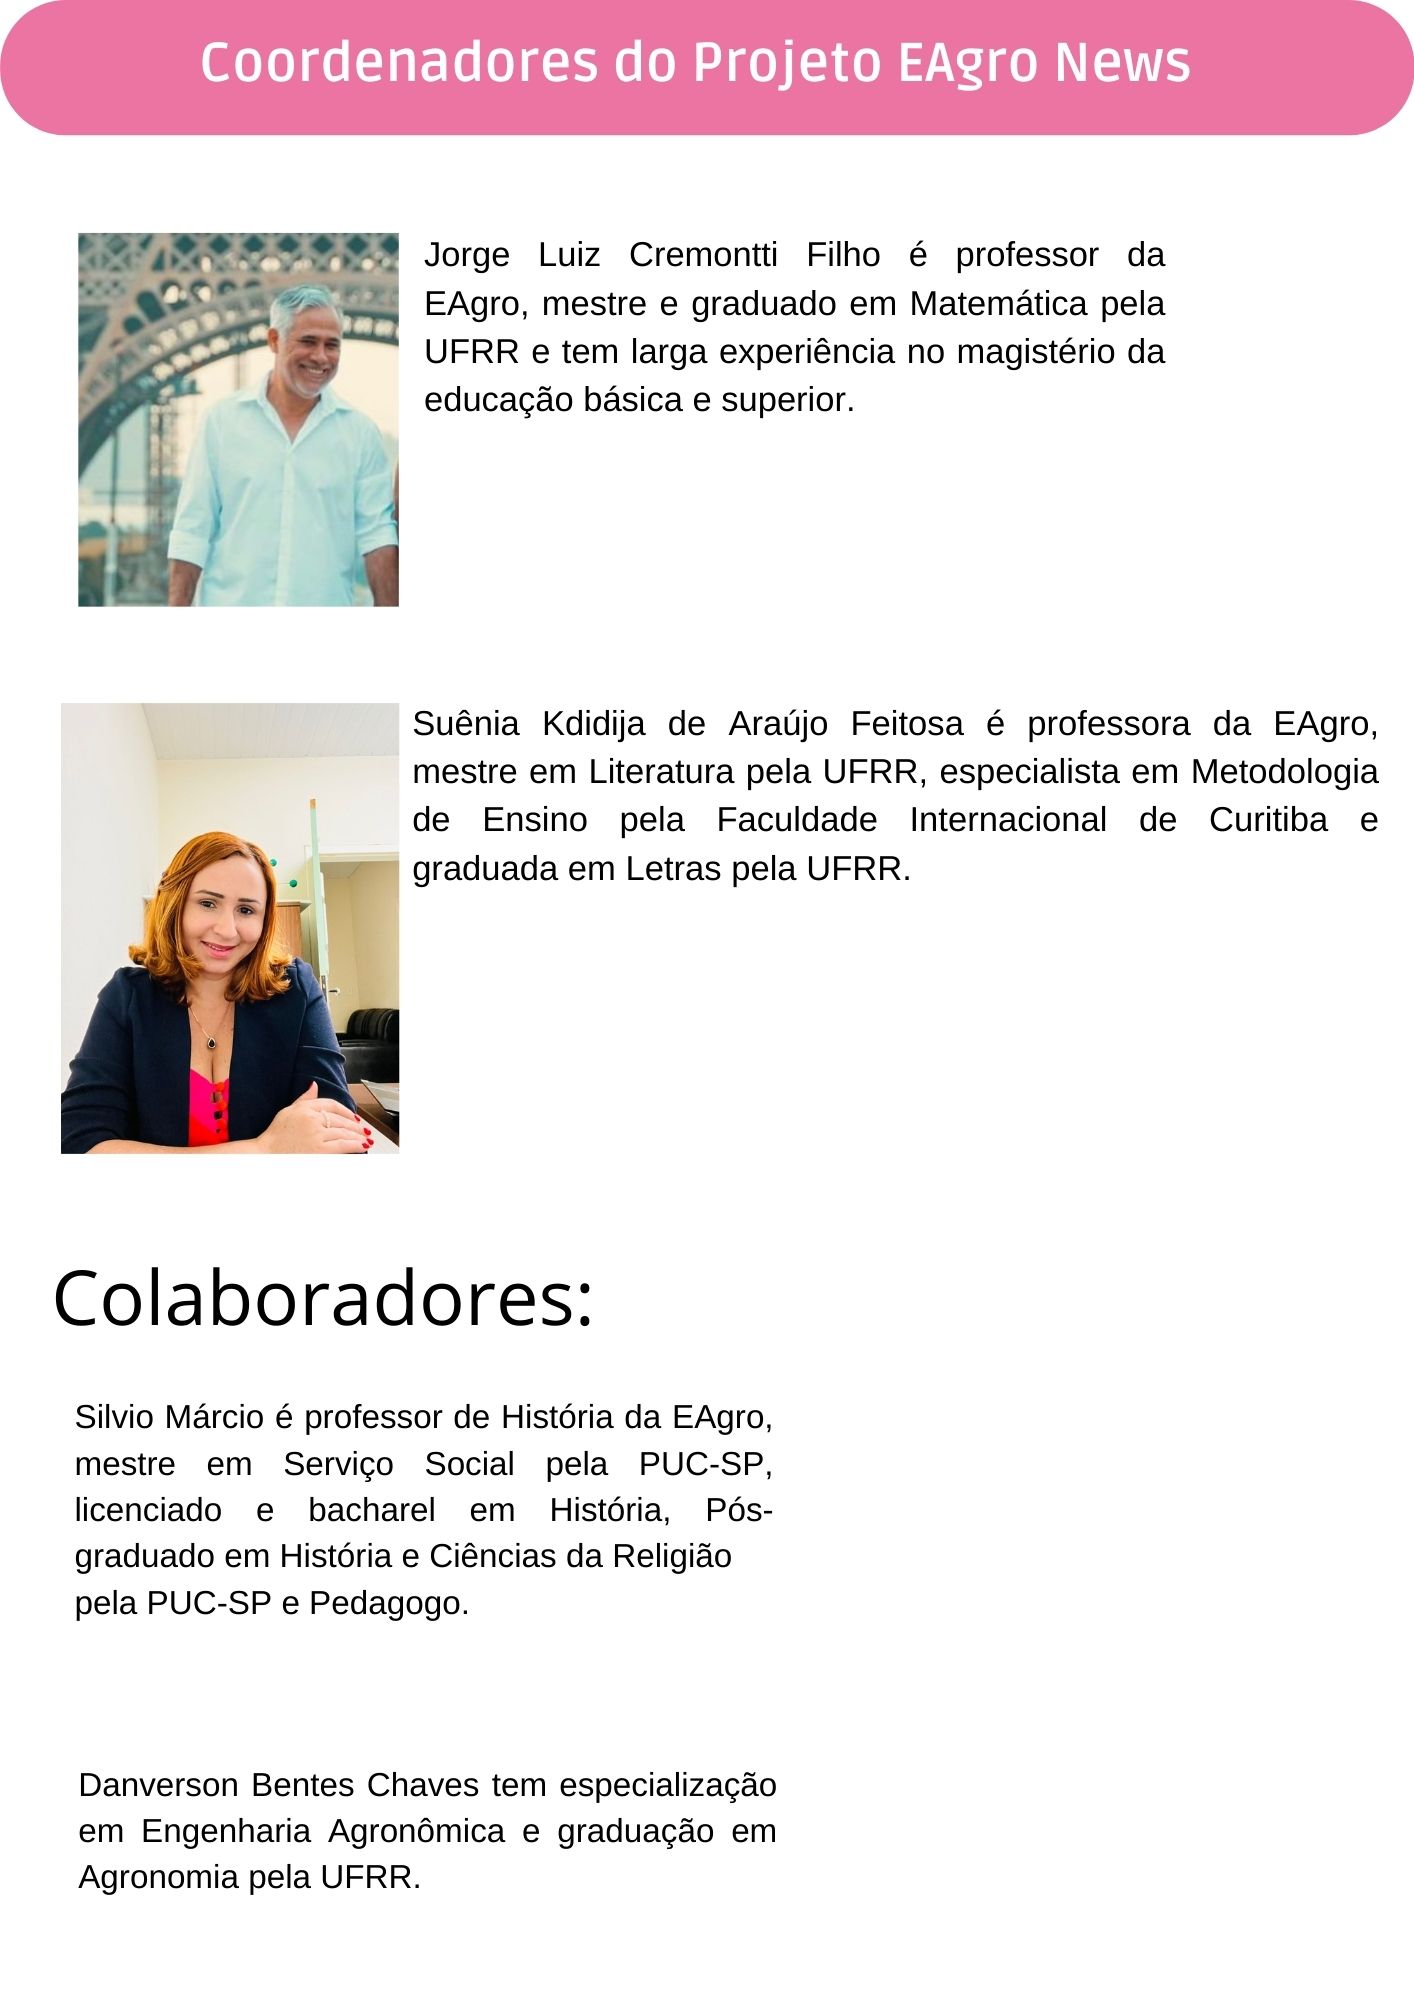 Coordenadores do Projeto EAgro News
Jorge Luiz Cremontti Filho é professor da
EAgro, mestre e graduado em Matemática pela
UFRR e tem larga experiência no magistério da
educação básica e superior.
Suênia Kdidija de Araújo Feitosa é professora da EAgro,
mestre em Literatura pela UFRR, especialista em Metodologia
de Ensino pela Faculdade Internacional de Curitiba e
graduada em Letras pela UFRR.
Colaboradores:
Silvio Márcio é professor de História da EAgro,
mestre em Serviço Social pela PUC-SP,
licenciado e bacharel em História, Pós-
graduado em História e Ciências da Religião
pela PUC-SP e Pedagogo.
Danverson Bentes Chaves tem especialização
em Engenharia Agronômica e graduação em
Agronomia pela UFRR.